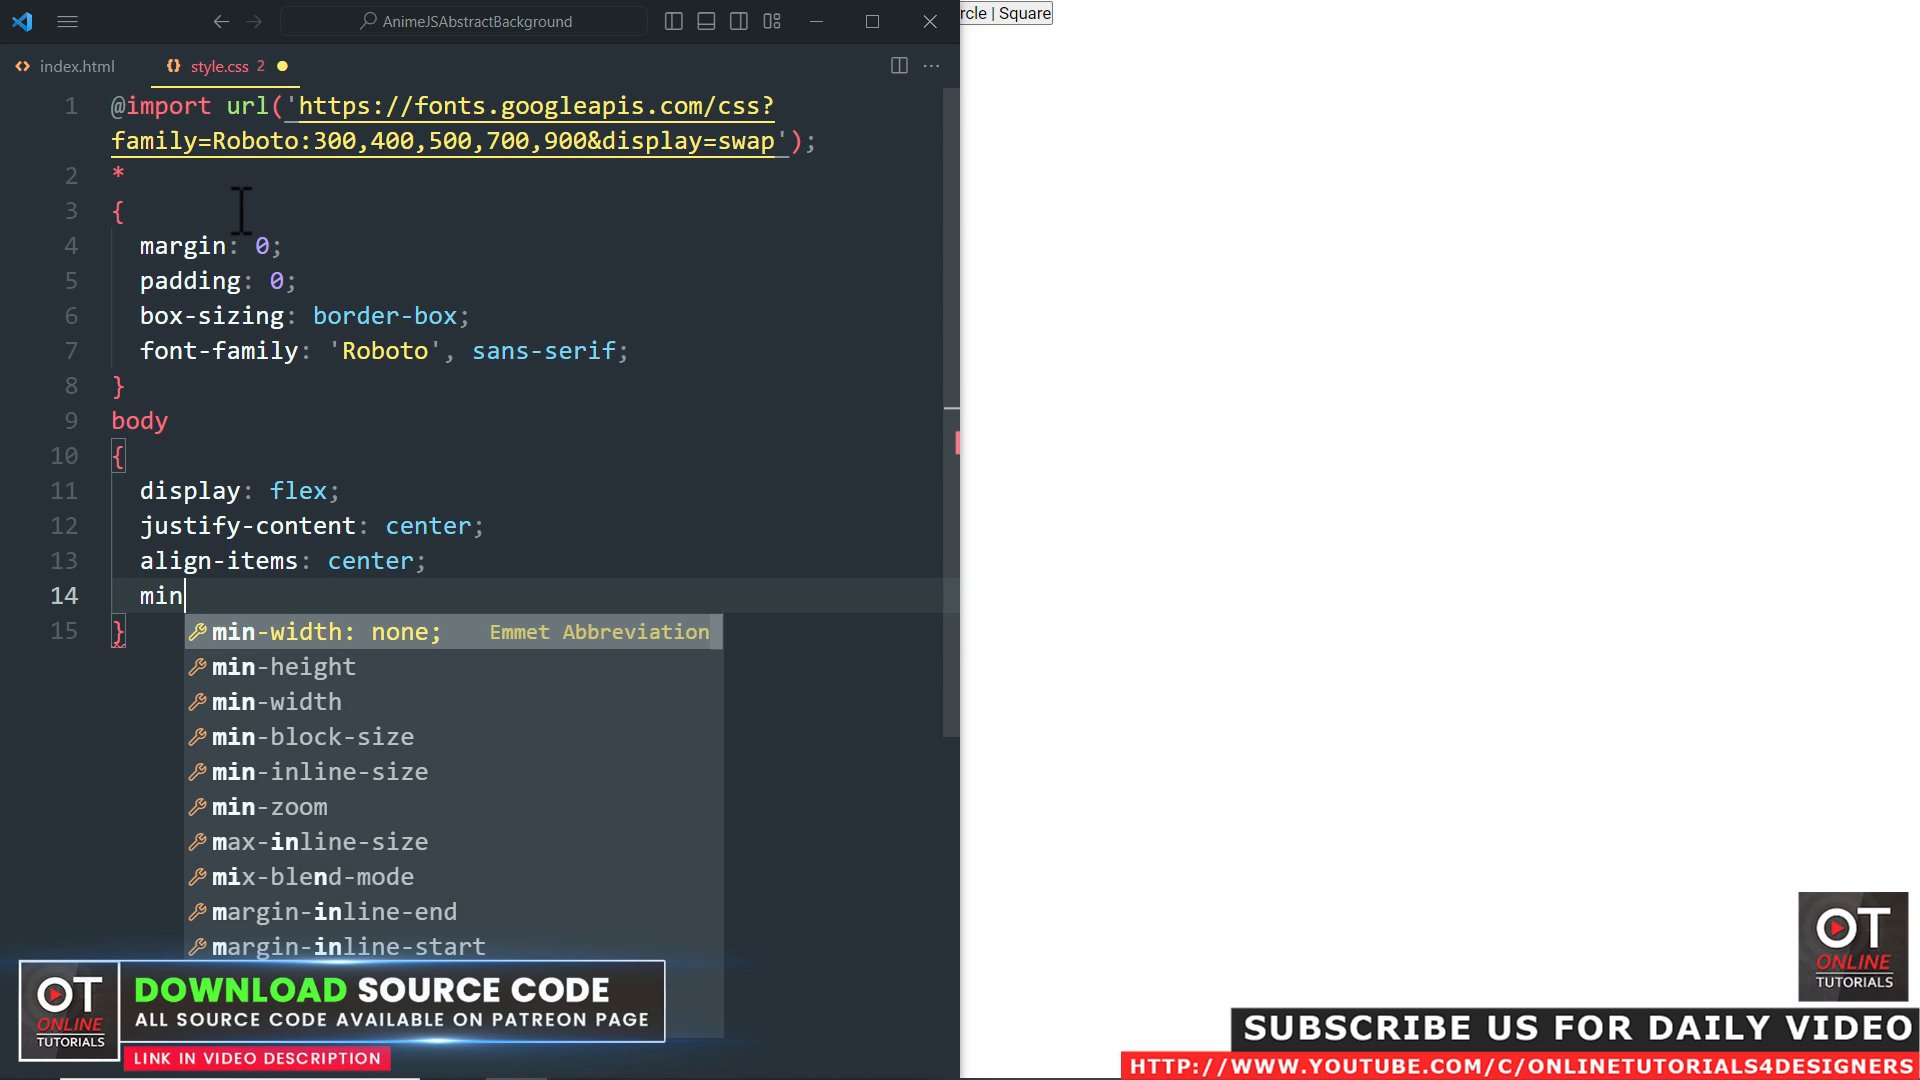 AnimeJSAbstractBackground
index.html
style.css 2
1 @import url('https://fonts.googleapis.com/css?
family=Roboto:300,400,500,700,900&display=swap');
2 *
3 {
4 margin: 0;
5 padding: 0;
6 box-sizing: border-box;
7 font-family: 'Roboto', sans-serif;
8 }
9 body
10 {
11 display: flex;
12 justify-content: center;
13 align-items: center;
14 min
15 }
min-width: none; Emmet Abbreviation
min-height
min-width
min-block-size
min-inline-size
min-zoom
max-inline-size
mix-blend-mode
margin-inline-end
margin-inline-start
rcle | Square
OT
ONLINE
TUTORIALS
DOWNLOAD SOURCE CODE
ALL SOURCE CODE AVAILABLE ON PATREON PAGE
LINK IN VIDEO DESCRIPTION
OT
ONLINE
TUTORIALS
SUBSCRIBE US FOR DAILY VIDEO
HTTP://WWW.YOUTUBE.COM/C/ONLINETUTORIALS4DESIGNERS